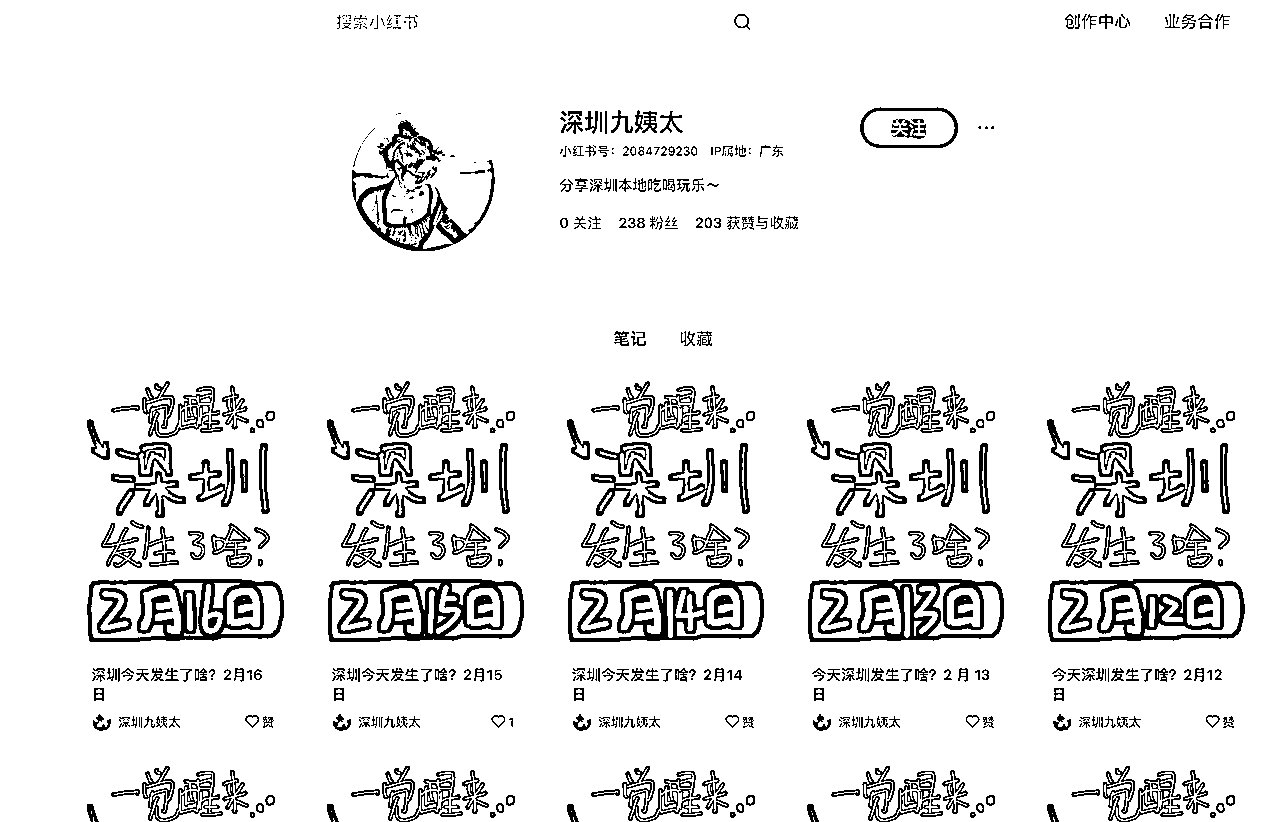 搜索小红书
创作中心 业务合作
深圳九姨太
关注
小红书号：2084729230 IP属地：广东
分享深圳本地吃喝玩乐～
0 关注 238 粉丝 203 获赞与收藏
笔记 收藏
一觉醒来。。
深圳
发生了啥？
2月16日
深圳今天发生了啥？2月16
日
深圳九姨太 赞
一觉醒来。。
深圳
发生了啥？
2月15日
深圳今天发生了啥？2月15
日
深圳九姨太 1
一觉醒来。。
深圳
发生了啥？
2月14日
深圳今天发生了啥？2月14
日
深圳九姨太 赞
一觉醒来。。
深圳
发生了啥？
2月13日
今天深圳发生了啥？2 月 13
日
深圳九姨太 赞
一觉醒来。。
深圳
发生了啥？
2月12日
今天深圳发生了啥？2月12
日
深圳九姨太 赞
一觉醒来。。
一觉醒来。。
一觉醒来。。
一觉醒来。。
一觉醒来。。